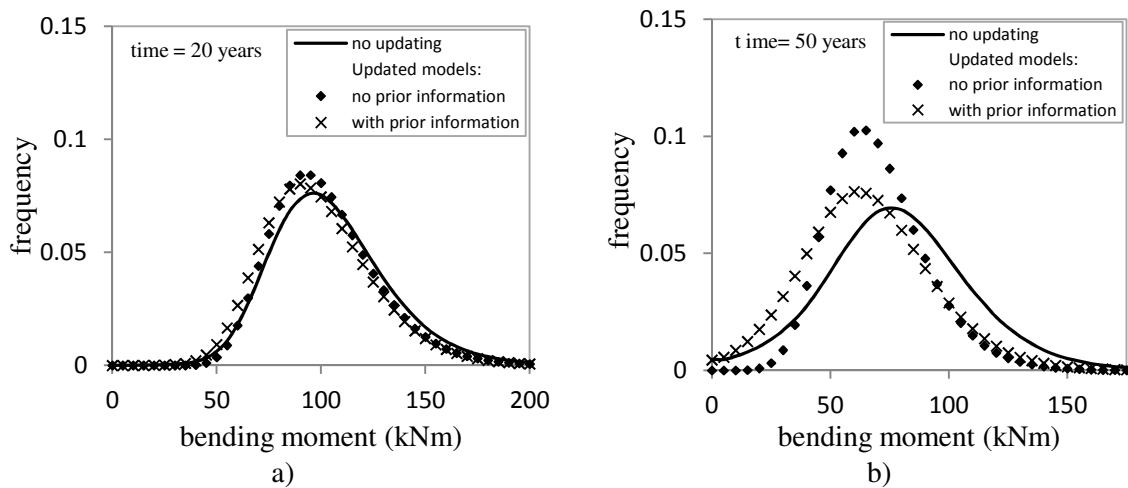 0.15
time = 20 years
no updating
Updated models:
no prior information
with prior information
0.1
0.05
0
frequency
0 50 100 150 200
bending moment (kNm)
a)
0.15
t ime= 50 years
no updating
Updated models:
no prior information
with prior information
0.1
0.05
0
frequency
0 50 100 150
bending moment (kNm)
b)